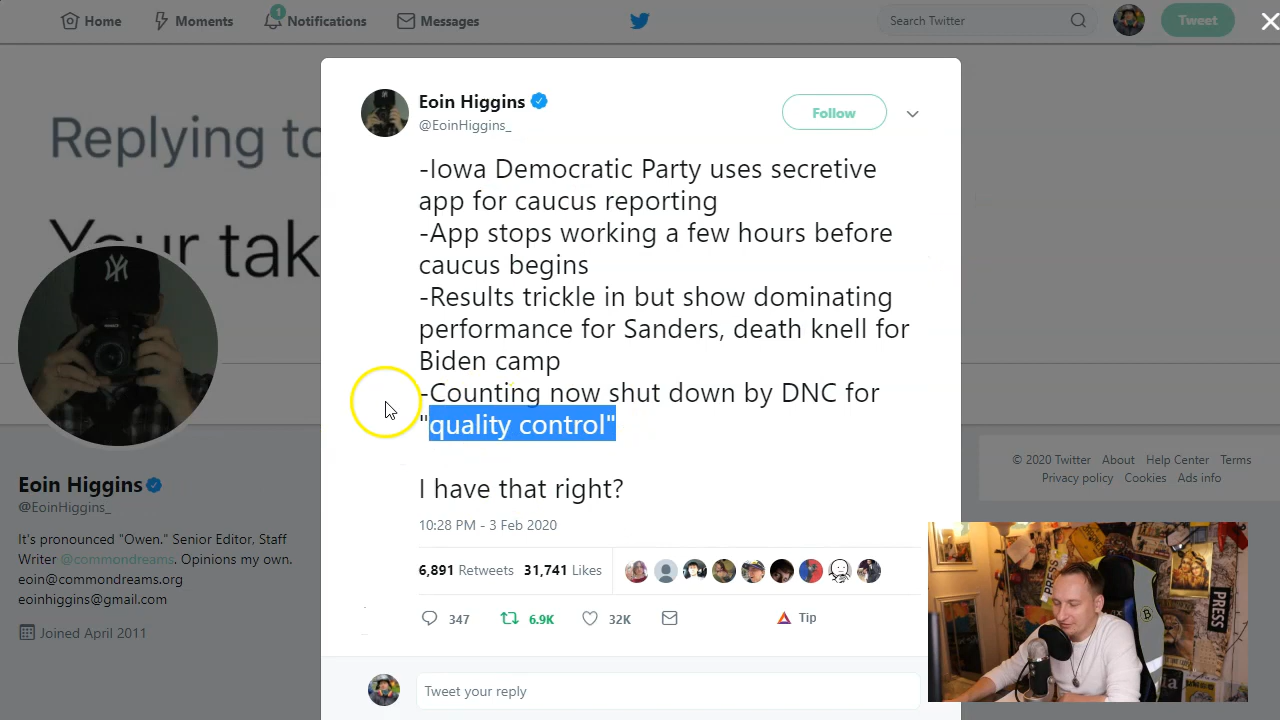 Home
Moments
1
Notifications
Messages
Search Twitter
Tweet
Replying to
Your tak
Eoin Higgins
@EoinHiggins_
Follow
-Iowa Democratic Party uses secretive
app for caucus reporting
-App stops working a few hours before
caucus begins
-Results trickle in but show dominating
performance for Sanders, death knell for
Biden camp
-Counting now shut down by DNC for
"quality control"
I have that right?
10:28 PM - 3 Feb 2020
6,891 Retweets 31,741 Likes
347
6.9K
32K
Tip
Tweet your reply
Eoin Higgins
@EoinHiggins_
It's pronounced "Owen." Senior Editor, Staff
Writer @commondreams. Opinions my own.
eoin@commondreams.org
eoinhiggins@gmail.com
Joined April 2011
© 2020 Twitter About Help Center Terms
Privacy policy Cookies Ads info
PRESS
PRESS